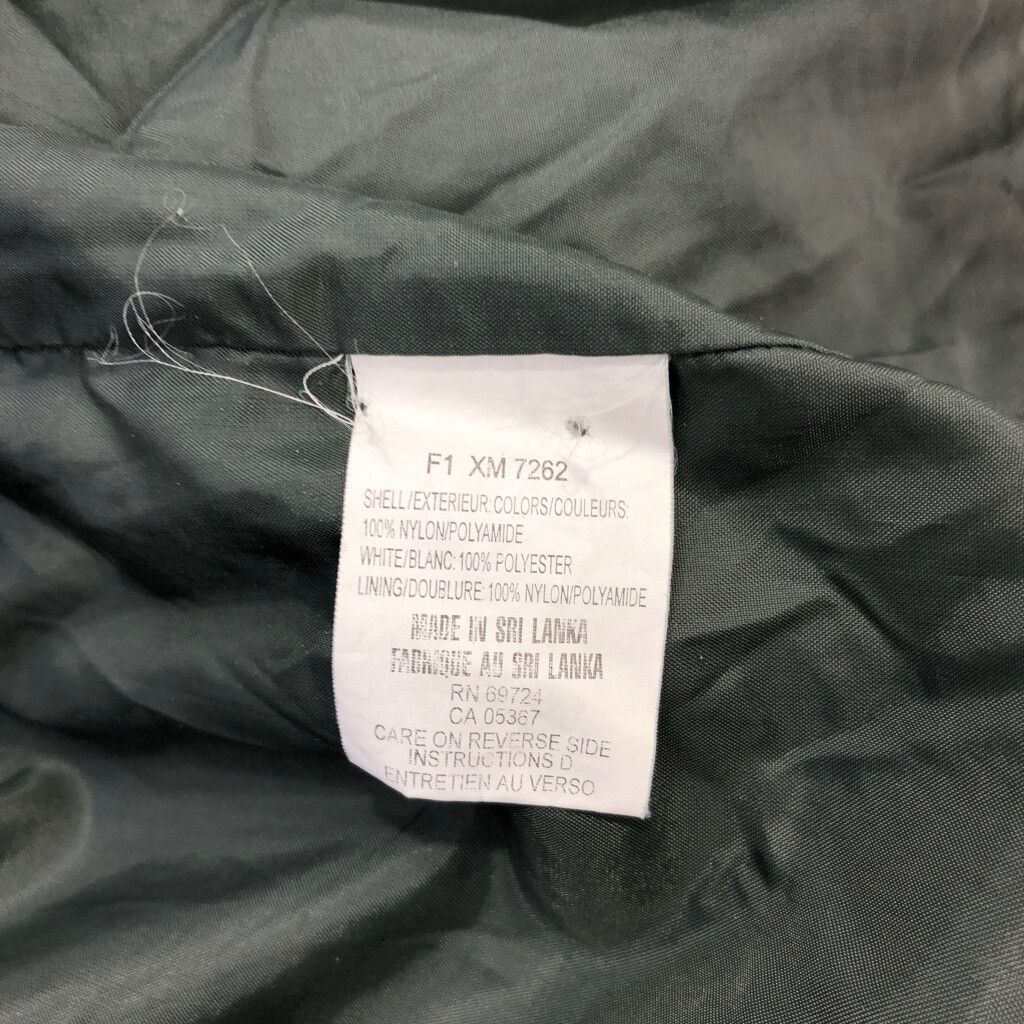 F1 XM 7262
SHELL/EXTERIEUR:COLORS/COULEURS:
100% NYLON/POLYAMIDE
WHITE/BLANC:100% POLYESTER
LINING/DOUBLURE:100% NYLON/POLYAMIDE
MADE IN SRI LANKA
FABRIQUE AU SRI LANKA
RN 69724
CA 05367
CARE ON REVERSE SIDE
INSTRUCTIONS D
ENTRETIEN AU VERSO